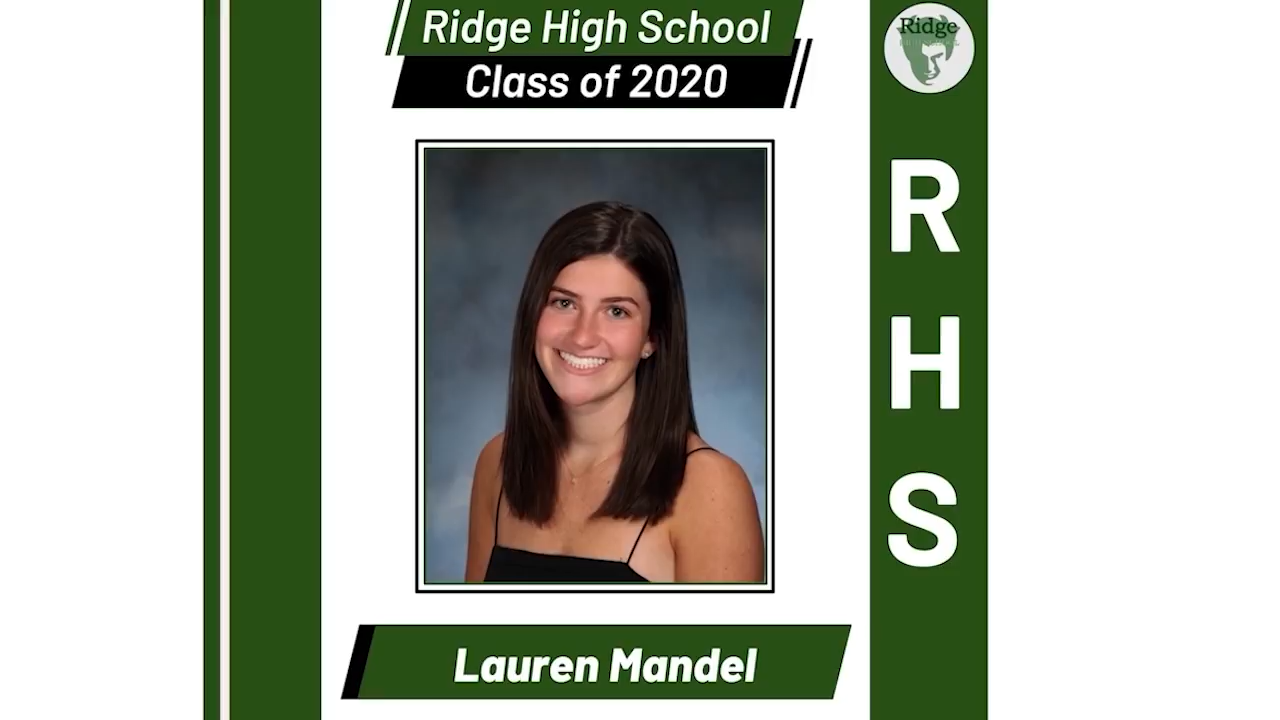 Ridge High School
Class of 2020
Ridge
R
H
S
Lauren Mandel